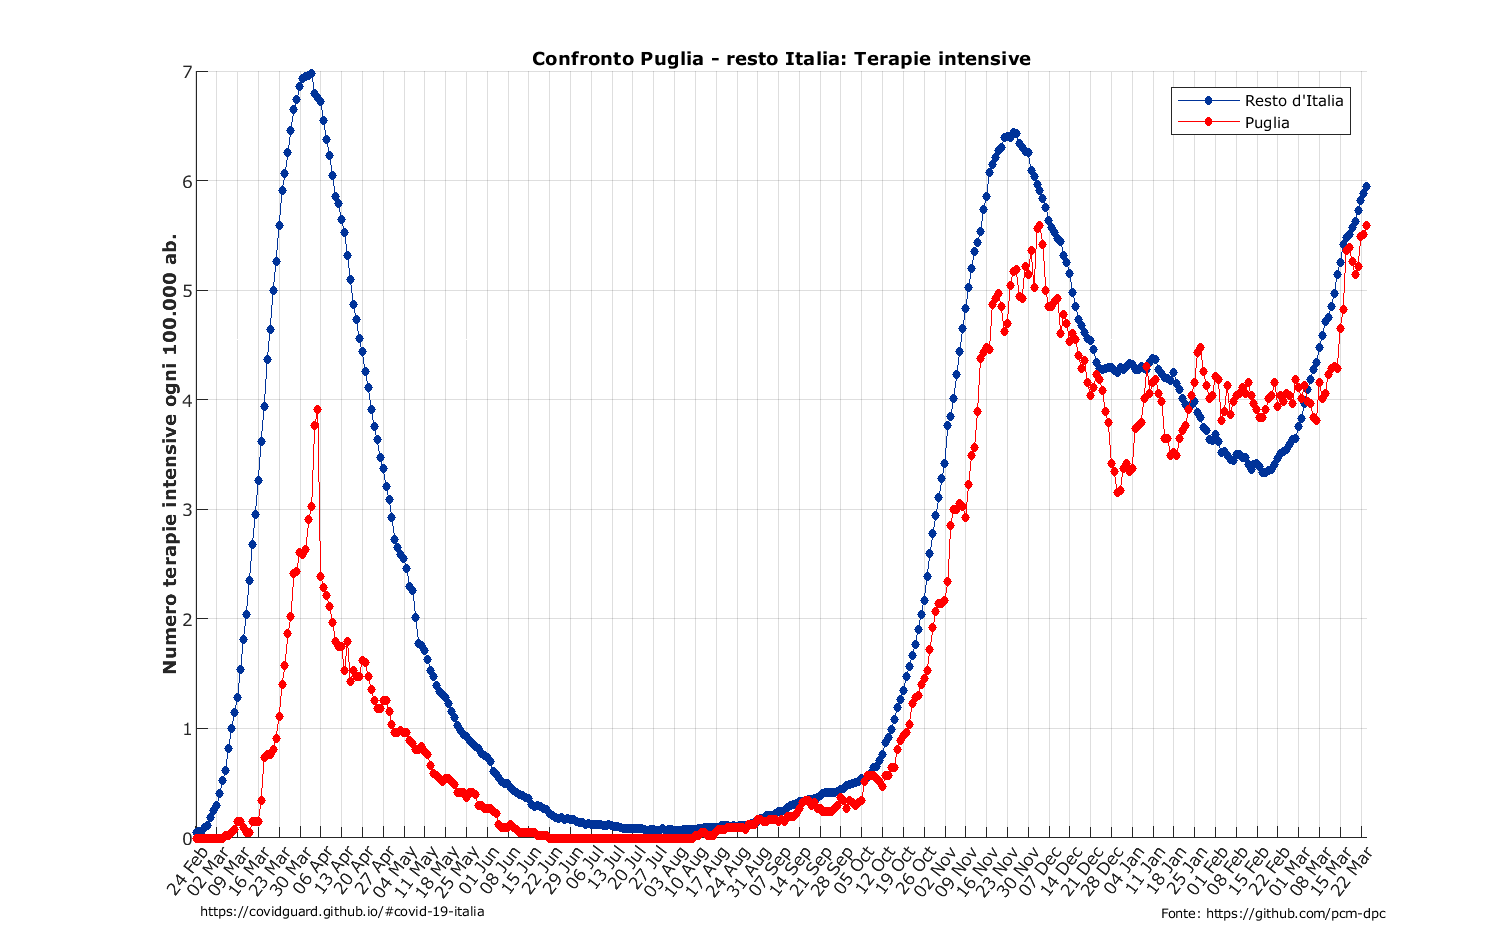 Confronto Puglia - resto Italia: Terapie intensive
Resto d'Italia
Puglia
Numero terapie intensive ogni 100.000 ab.
7
6
5
4
3
2
1
0
24 Feb
02 Mar
09 Mar
16 Mar
23 Mar
30 Mar
06 Apr
13 Apr
20 Apr
27 Apr
04 May
11 May
18 May
25 May
01 Jun
08 Jun
15 Jun
22 Jun
29 Jun
06 Jul
13 Jul
20 Jul
27 Jul
03 Aug
10 Aug
17 Aug
24 Aug
31 Aug
07 Sep
14 Sep
21 Sep
28 Sep
05 Oct
12 Oct
19 Oct
26 Oct
02 Nov
09 Nov
16 Nov
23 Nov
30 Nov
07 Dec
14 Dec
21 Dec
28 Dec
04 Jan
11 Jan
18 Jan
25 Jan
01 Feb
08 Feb
15 Feb
22 Feb
01 Mar
08 Mar
15 Mar
22 Mar
https://covidguard.github.io/#covid-19-italia
Fonte: https://github.com/pcm-dpc